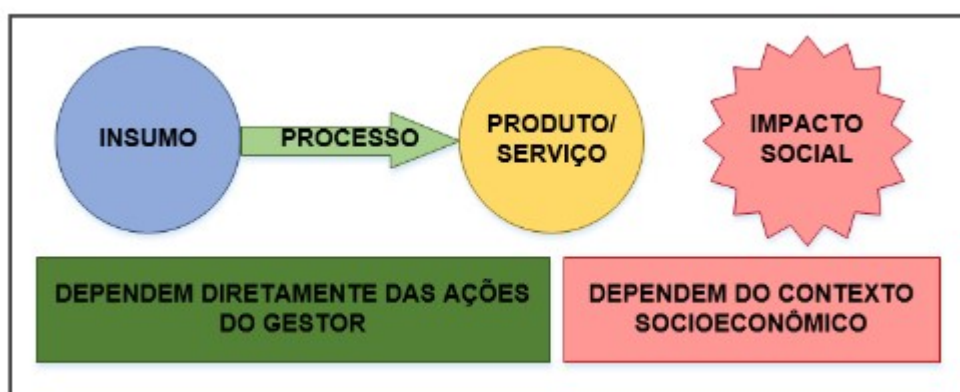 INSUMO
PROCESSO
PRODUTO/
SERVIÇO
IMPACTO
SOCIAL
DEPENDEM DIRETAMENTE DAS AÇÕES
DO GESTOR
DEPENDEM DO CONTEXTO
SOCIOECONÔMICO